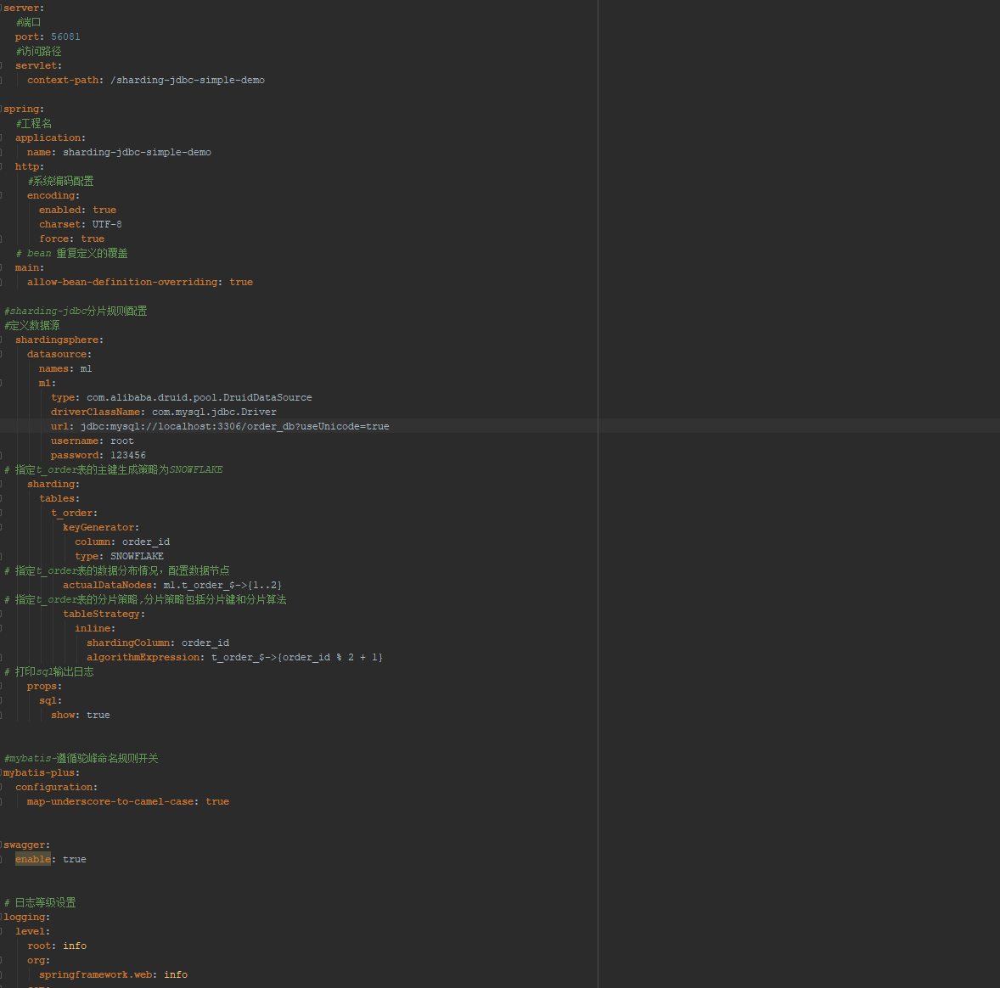 server:
  #端口
  port: 56081
  #访问路径
  servlet:
    context-path: /sharding-jdbc-simple-demo
spring:
  #工程名
  application:
    name: sharding-jdbc-simple-demo
  http:
    #系统编码配置
    encoding:
      enabled: true
      charset: UTF-8
      force: true
  # bean 重复定义的覆盖
  main:
    allow-bean-definition-overriding: true
#sharding-jdbc分片规则配置
#定义数据源
  shardingsphere:
    datasource:
      names: m1
      m1:
        type: com.alibaba.druid.pool.DruidDataSource
        driverClassName: com.mysql.jdbc.Driver
        url: jdbc:mysql://localhost:3306/order_db?useUnicode=true
        username: root
        password: 123456
# 指定t_order表的主键生成策略为SNOWFLAKE
    sharding:
      tables:
        t_order:
          keyGenerator:
            column: order_id
            type: SNOWFLAKE
# 指定t_order表的数据分布情况，配置数据节点
          actualDataNodes: m1.t_order_$->{1..2}
# 指定t_order表的分片策略,分片策略包括分片键和分片算法
          tableStrategy:
            inline:
              shardingColumn: order_id
              algorithmExpression: t_order_$->{order_id % 2 + 1}
# 打印sql输出日志
    props:
      sql:
        show: true
#mybatis-遵循驼峰命名规则开关
mybatis-plus:
  configuration:
    map-underscore-to-camel-case: true
swagger:
  enable: true
# 日志等级设置
logging:
  level:
    root: info
    org:
      springframework.web: info